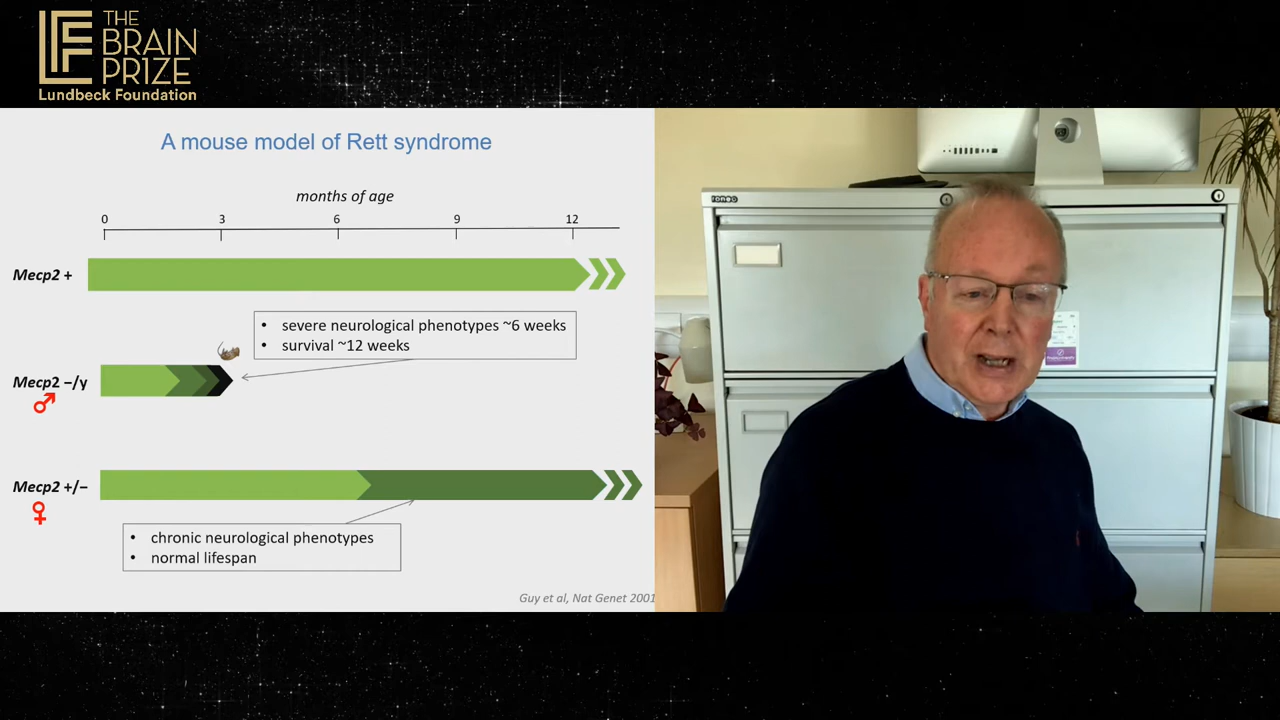 THE
BRAIN
PRIZE
Lundbeck Foundation
A mouse model of Rett syndrome
months of age
0 3 6 9 12
Mecp2 +
• severe neurological phenotypes ~6 weeks
• survival ~12 weeks
Mecp2 −/y
Mecp2 +/−
• chronic neurological phenotypes
• normal lifespan
Guy et al, Nat Genet 2001